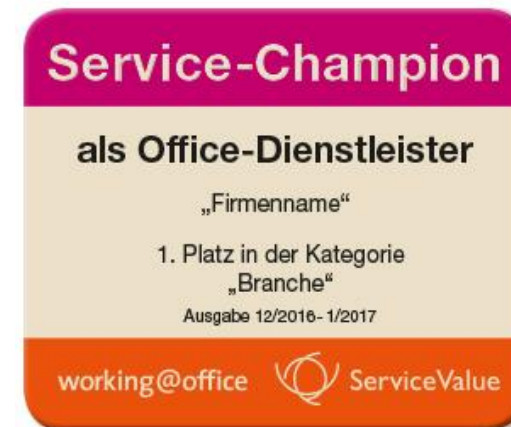 Service-Champion
als Office-Dienstleister
„Firmenname“
1. Platz in der Kategorie
„Branche“
Ausgabe 12/2016-1/2017
working@office ServiceValue